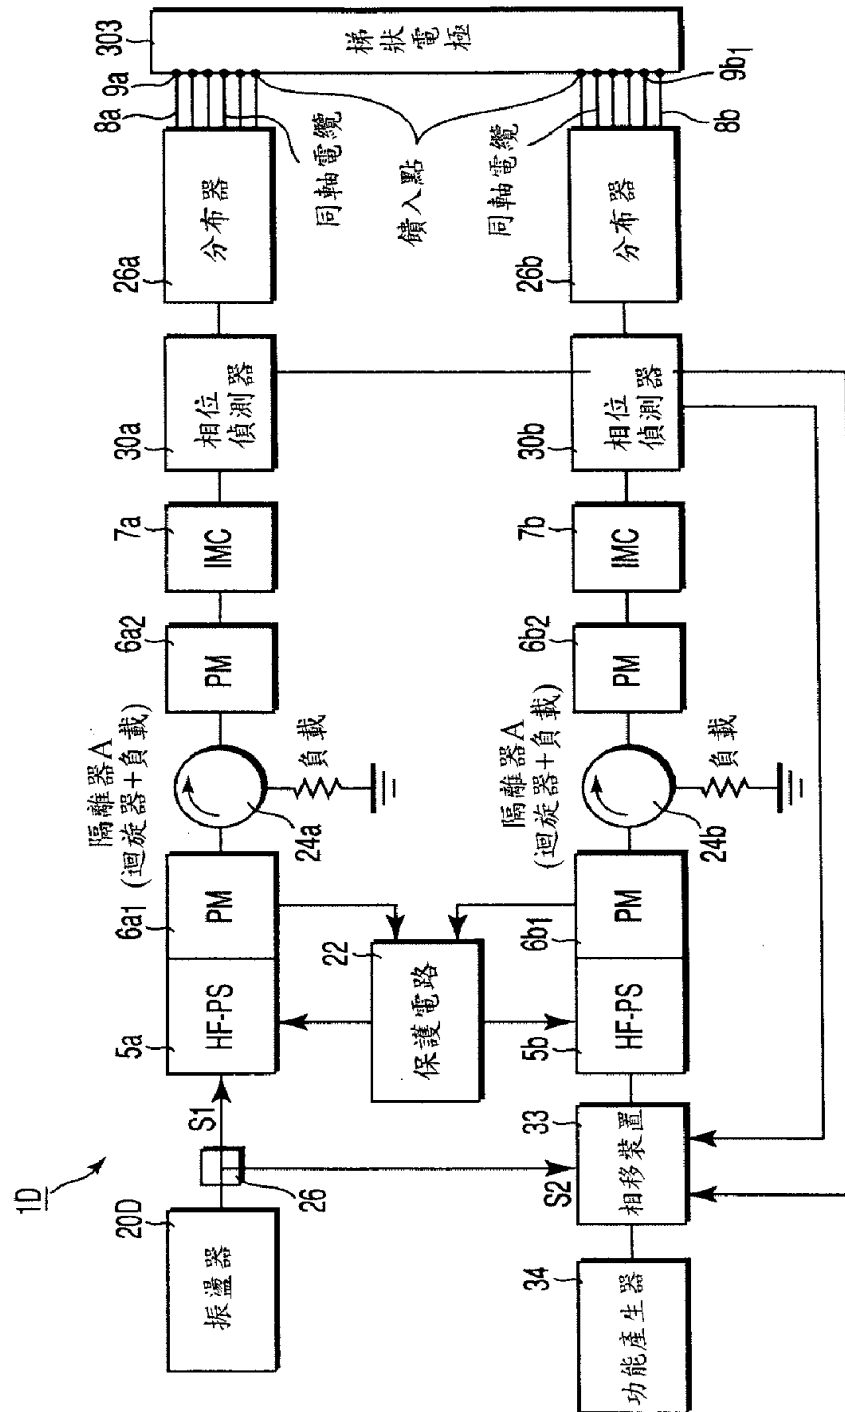 1D
20D
振盪器
26
S1
5a
HF-PS
6a1
PM
隔離器A
(迴旋器+負載)
24a
負載
6a2
PM
7a
IMC
30a
相位
偵測器
26a
分布器
8a
9a
同軸電纜
303
梯狀電極
饋入點
22
保護電路
34
功能產生器
S2
33
相移裝置
5b
HF-PS
6b1
PM
隔離器A
(迴旋器+負載)
24b
負載
6b2
PM
7b
IMC
30b
相位
偵測器
26b
分布器
同軸電纜
8b
9b1